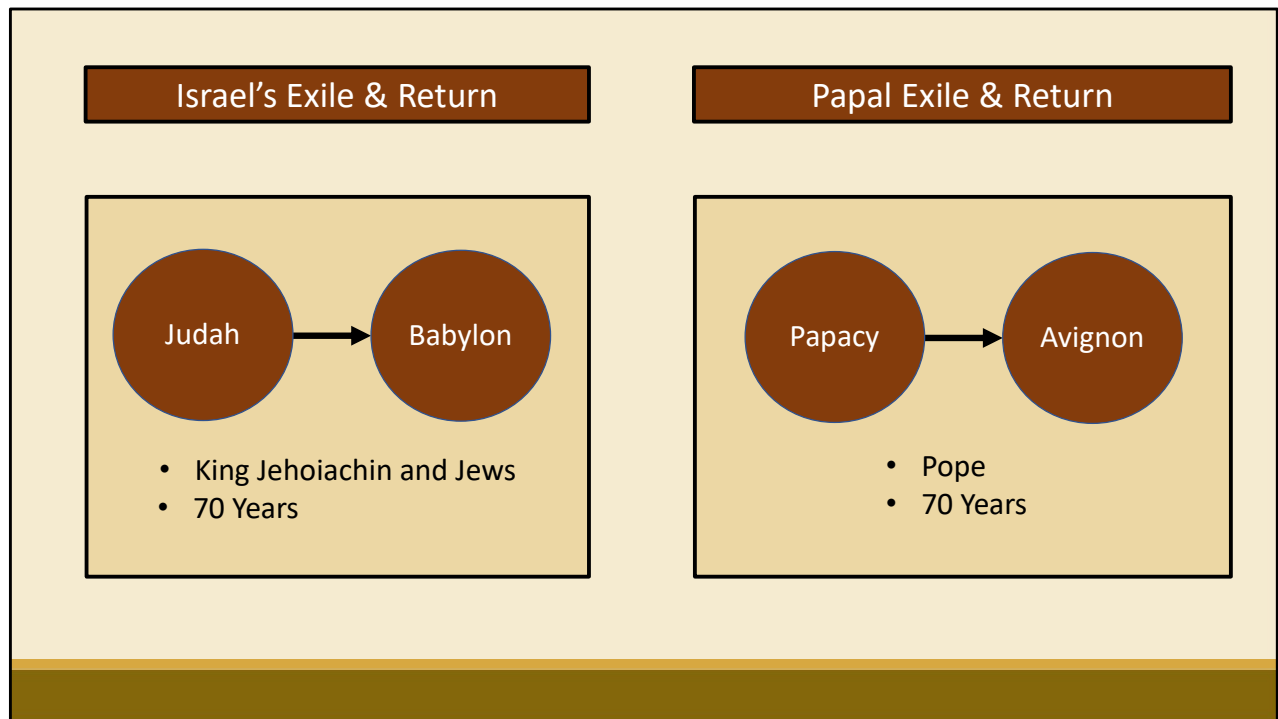 Israel’s Exile & Return
Judah
Babylon
• King Jehoiachin and Jews
• 70 Years
Papal Exile & Return
Papacy
Avignon
• Pope
• 70 Years